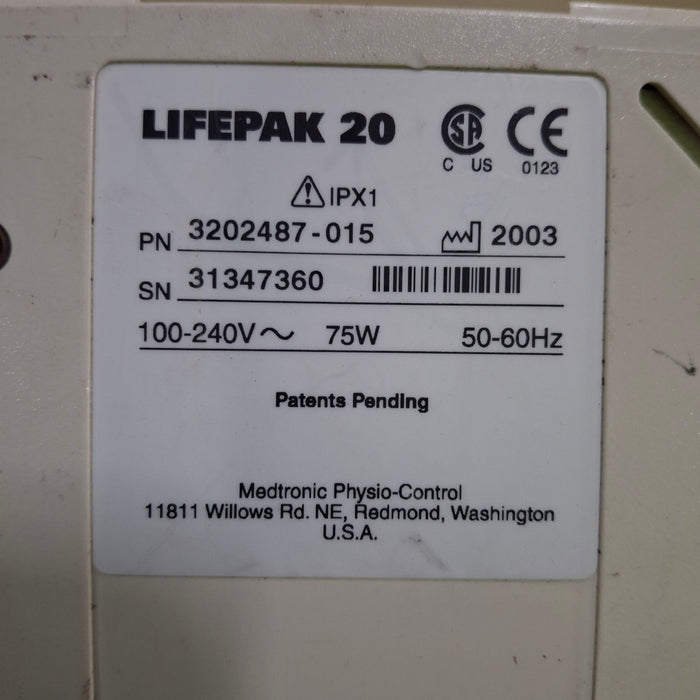 LIFEPAK 20
C US 0123
IPX1
PN 3202487-015 2003
SN 31347360
100-240V~ 75W 50-60Hz
Patents Pending
Medtronic Physio-Control
11811 Willows Rd. NE, Redmond, Washington
U.S.A.